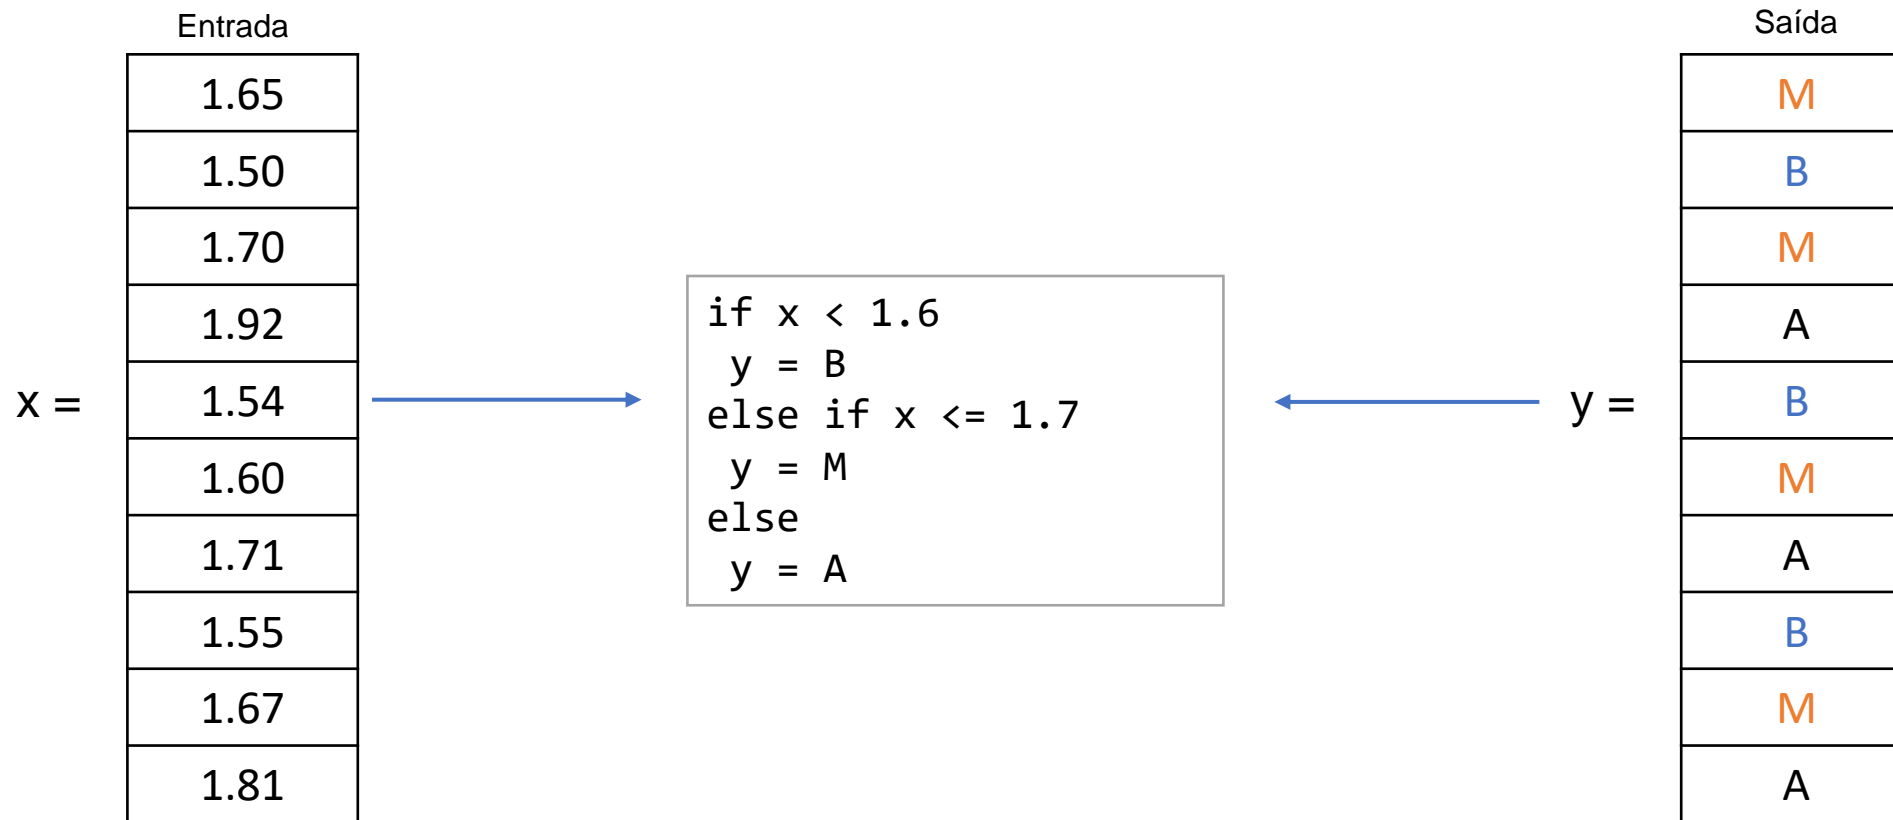 Entrada
Saída
1.65
1.50
1.70
1.92
1.54
1.60
1.71
1.55
1.67
1.81
x =
if x < 1.6
 y = B
else if x <= 1.7
 y = M
else
 y = A
y =
M
B
M
A
B
M
A
B
M
A